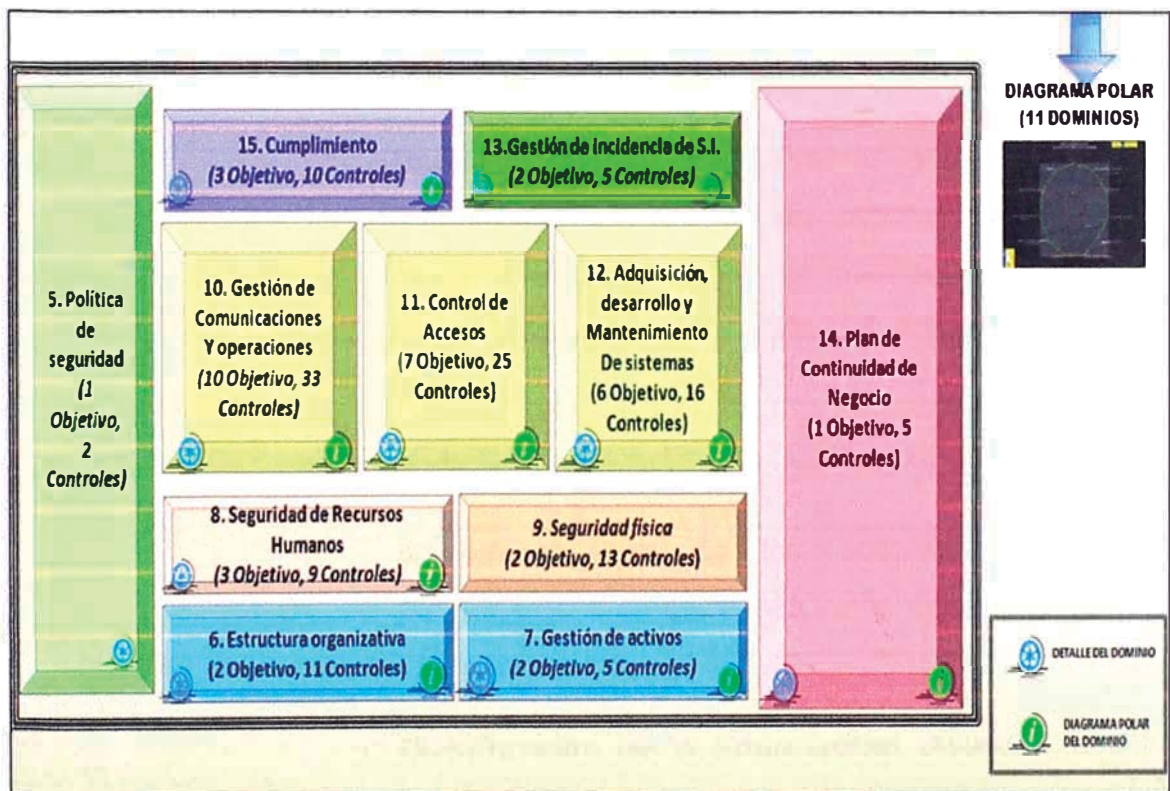 DIAGRAMA POLAR
(11 DOMINIOS)
15. Cumplimiento
(3 Objetivo, 10 Controles)
13.Gestión de Incidencia de S.I.
(2 Objetivo, 5 Controles)
5. Política
de
seguridad
(1
Objetivo,
2
Controles)
10. Gestión de
Comunicaciones
Y operaciones
(10 Objetivo, 33
Controles)
11. Control de
Accesos
(7 Objetivo, 25
Controles)
12. Adquisición,
desarrollo y
Mantenimiento
De sistemas
(6 Objetivo, 16
Controles)
14. Plan de
Continuidad de
Negocio
(1 Objetivo, 5
Controles)
8. Seguridad de Recursos
Humanos
(3 Objetivo, 9 Controles)
9. Seguridad física
(2 Objetivo, 13 Controles)
6. Estructura organizativa
(2 Objetivo, 11 Controles)
7. Gestión de activos
(2 Objetivo, 5 Controles)
DETALLE DEL DOMINIO
DIAGRAMA POLAR
DEL DOMINIO